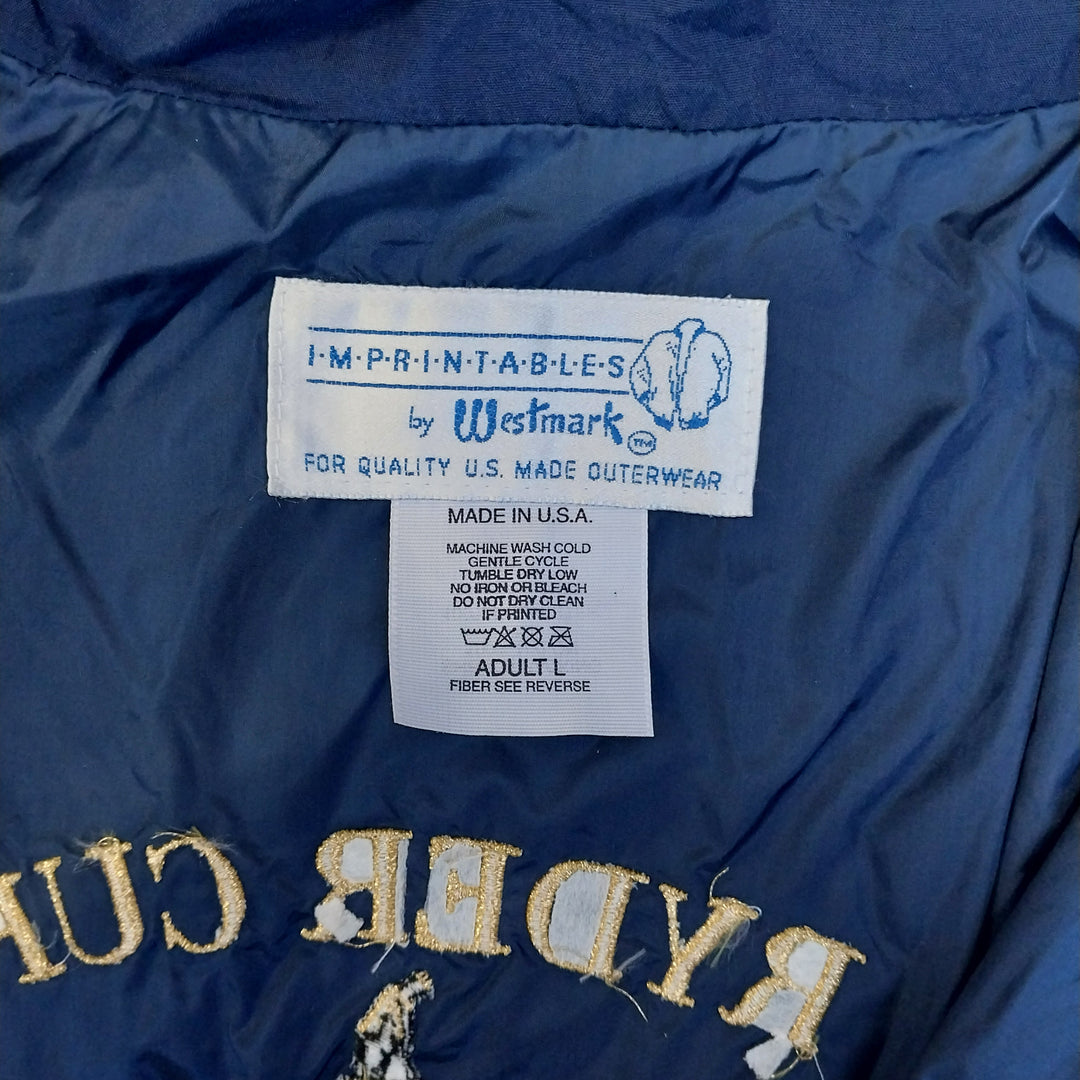 I·M·P·R·I·N·T·A·B·L·E·S
by Westmark TM
FOR QUALITY U.S. MADE OUTERWEAR
MADE IN U.S.A.
MACHINE WASH COLD
GENTLE CYCLE
TUMBLE DRY LOW
NO IRON OR BLEACH
DO NOT DRY CLEAN
IF PRINTED
ADULT L
FIBER SEE REVERSE
RYDER CUP